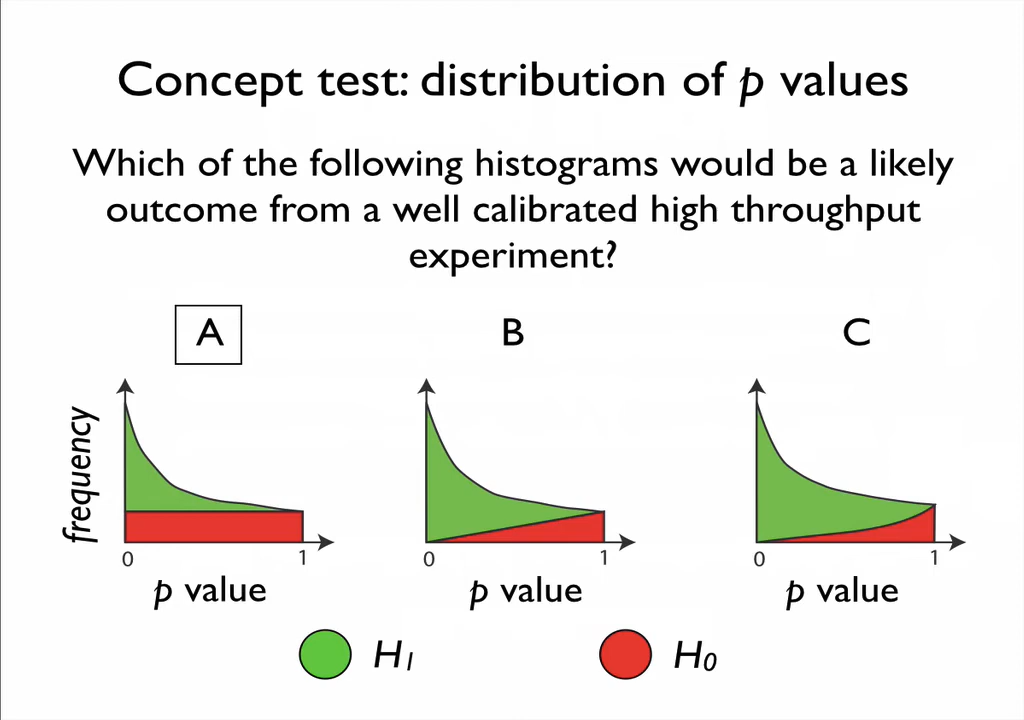 Concept test: distribution of p values
Which of the following histograms would be a likely
outcome from a well calibrated high throughput
experiment?
A
B
C
frequency
0
1
0
1
0
1
p value
p value
p value
H1
H0